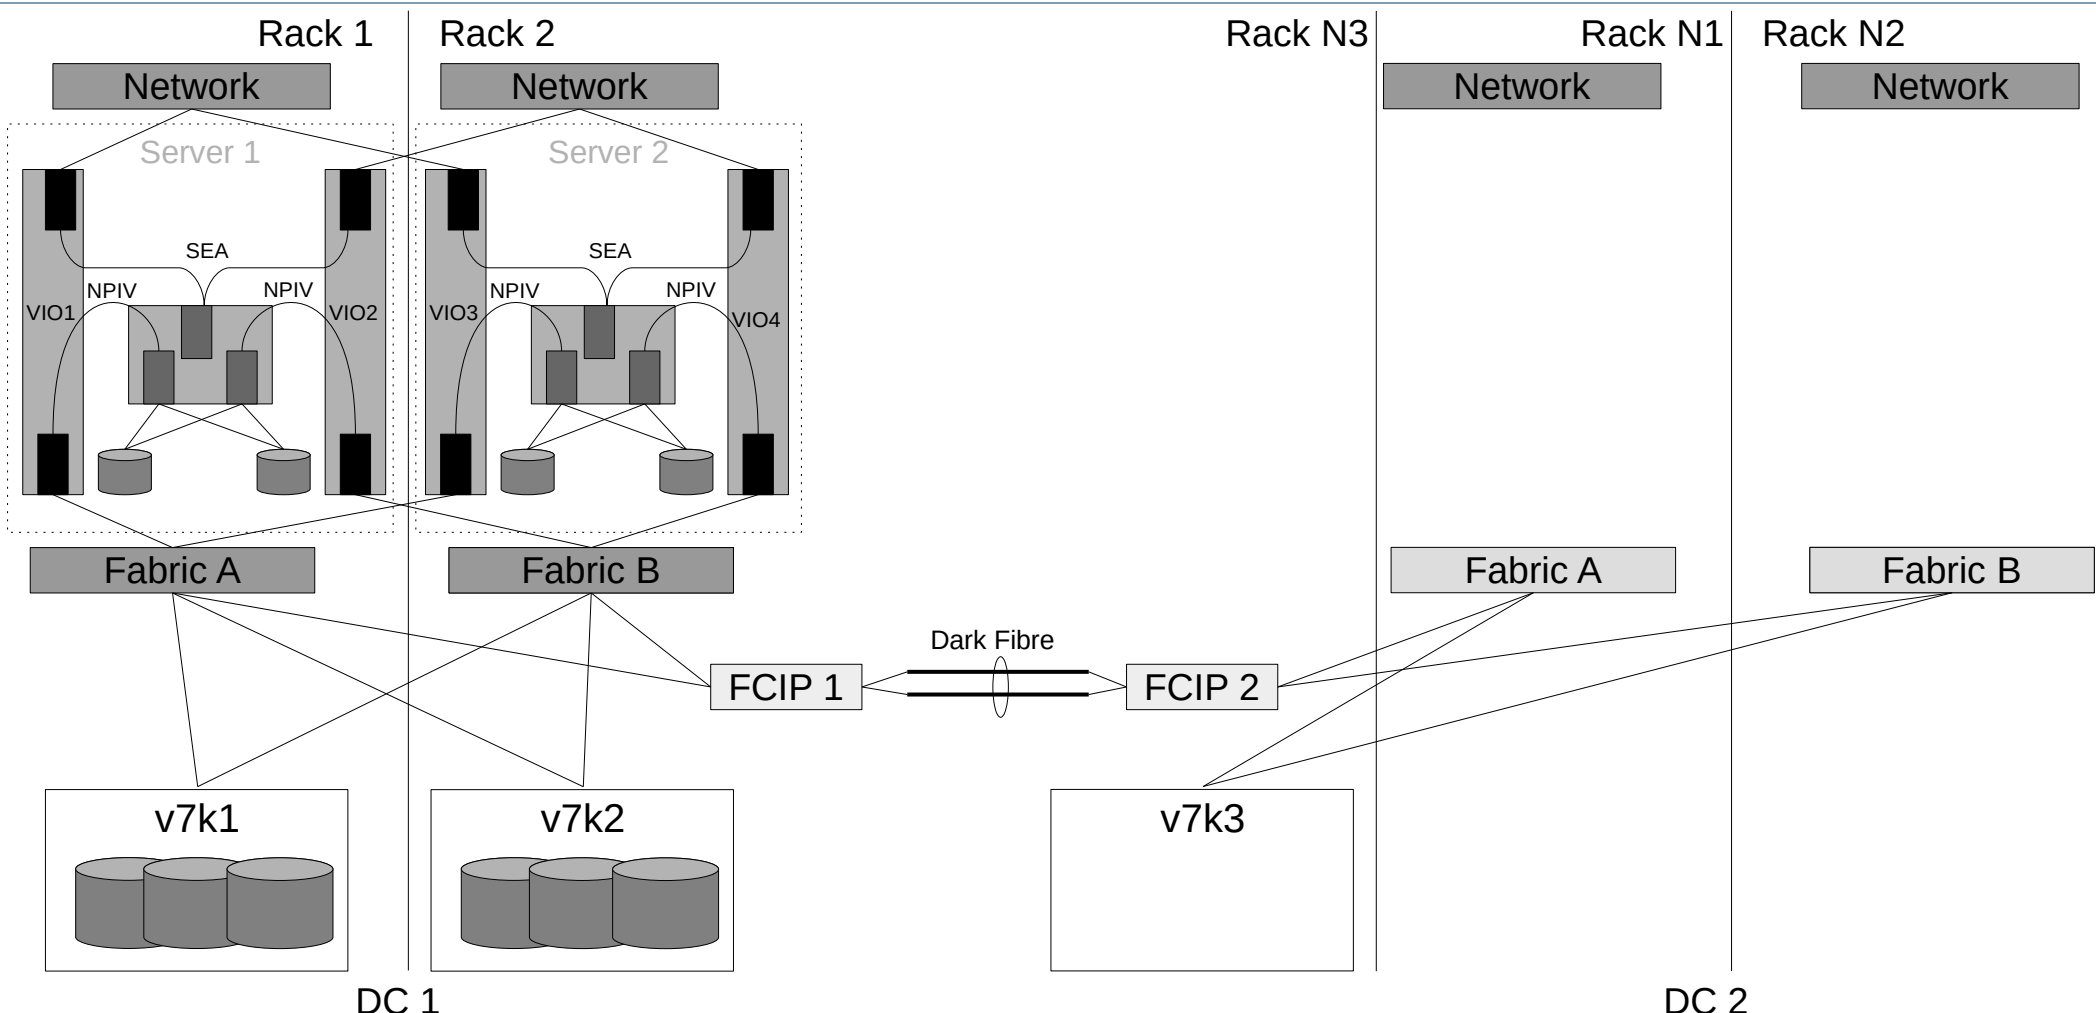 Rack 1
Rack 2
Rack N3
Rack N1
Rack N2
Network
Network
Network
Network
Server 1
Server 2
SEA
SEA
NPIV
NPIV
NPIV
NPIV
VIO1
VIO2
VIO3
VIO4
Fabric A
Fabric B
Fabric A
Fabric B
Dark Fibre
FCIP 1
FCIP 2
v7k1
v7k2
v7k3
DC 1
DC 2